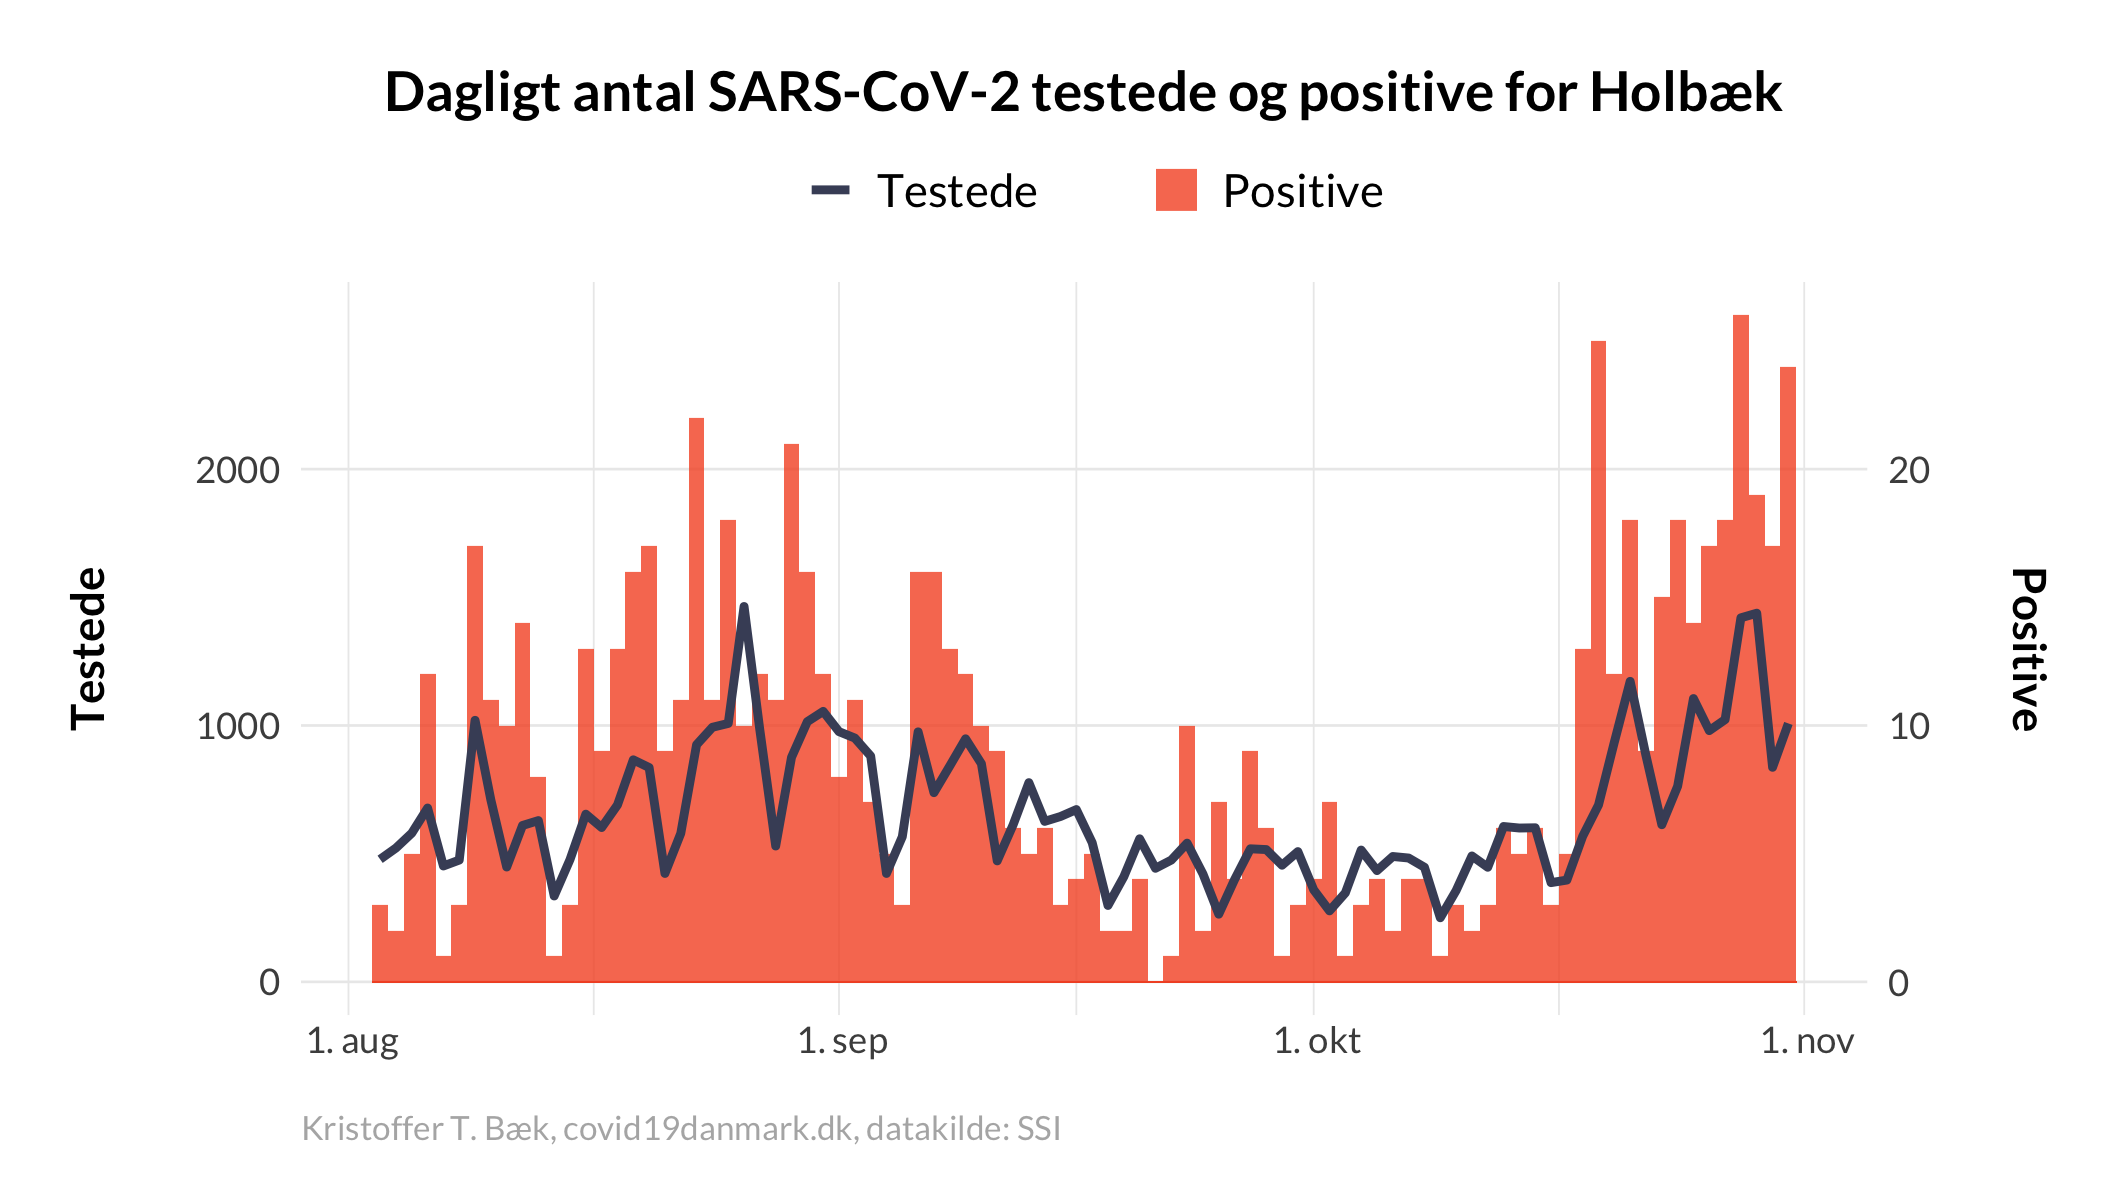 Dagligt antal SARS-CoV-2 testede og positive for Holbæk
Testede
Positive
Testede
Positive
2000
1000
0
20
10
0
1. aug
1. sep
1. okt
1. nov
Kristoffer T. Bæk, covid19danmark.dk, datakilde: SSI